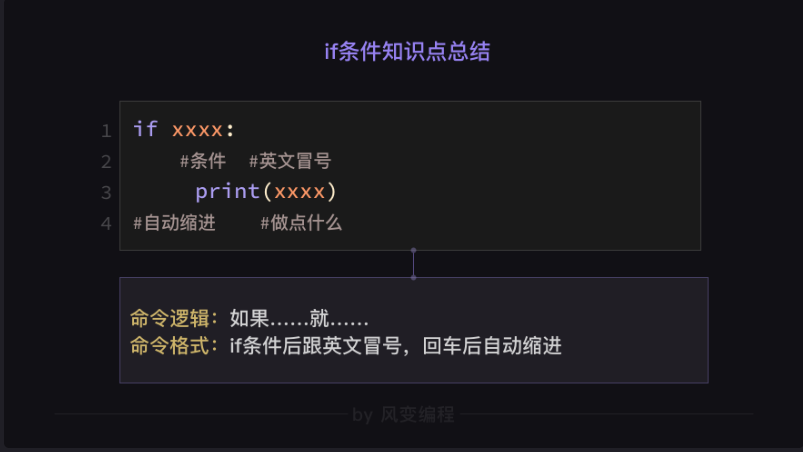 if条件知识点总结
1 if xxxx:
2 #条件 #英文冒号
3 print(xxxx)
4 #自动缩进 #做点什么
命令逻辑：如果……就……
命令格式：if条件后跟英文冒号，回车后自动缩进
by 风变编程